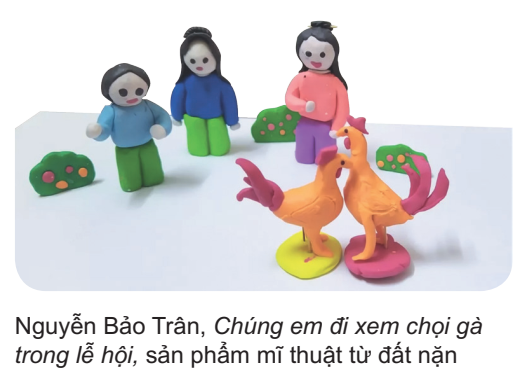 Nguyễn Bảo Trân, Chúng em đi xem chọi gà
trong lễ hội, sản phẩm mĩ thuật từ đất nặn